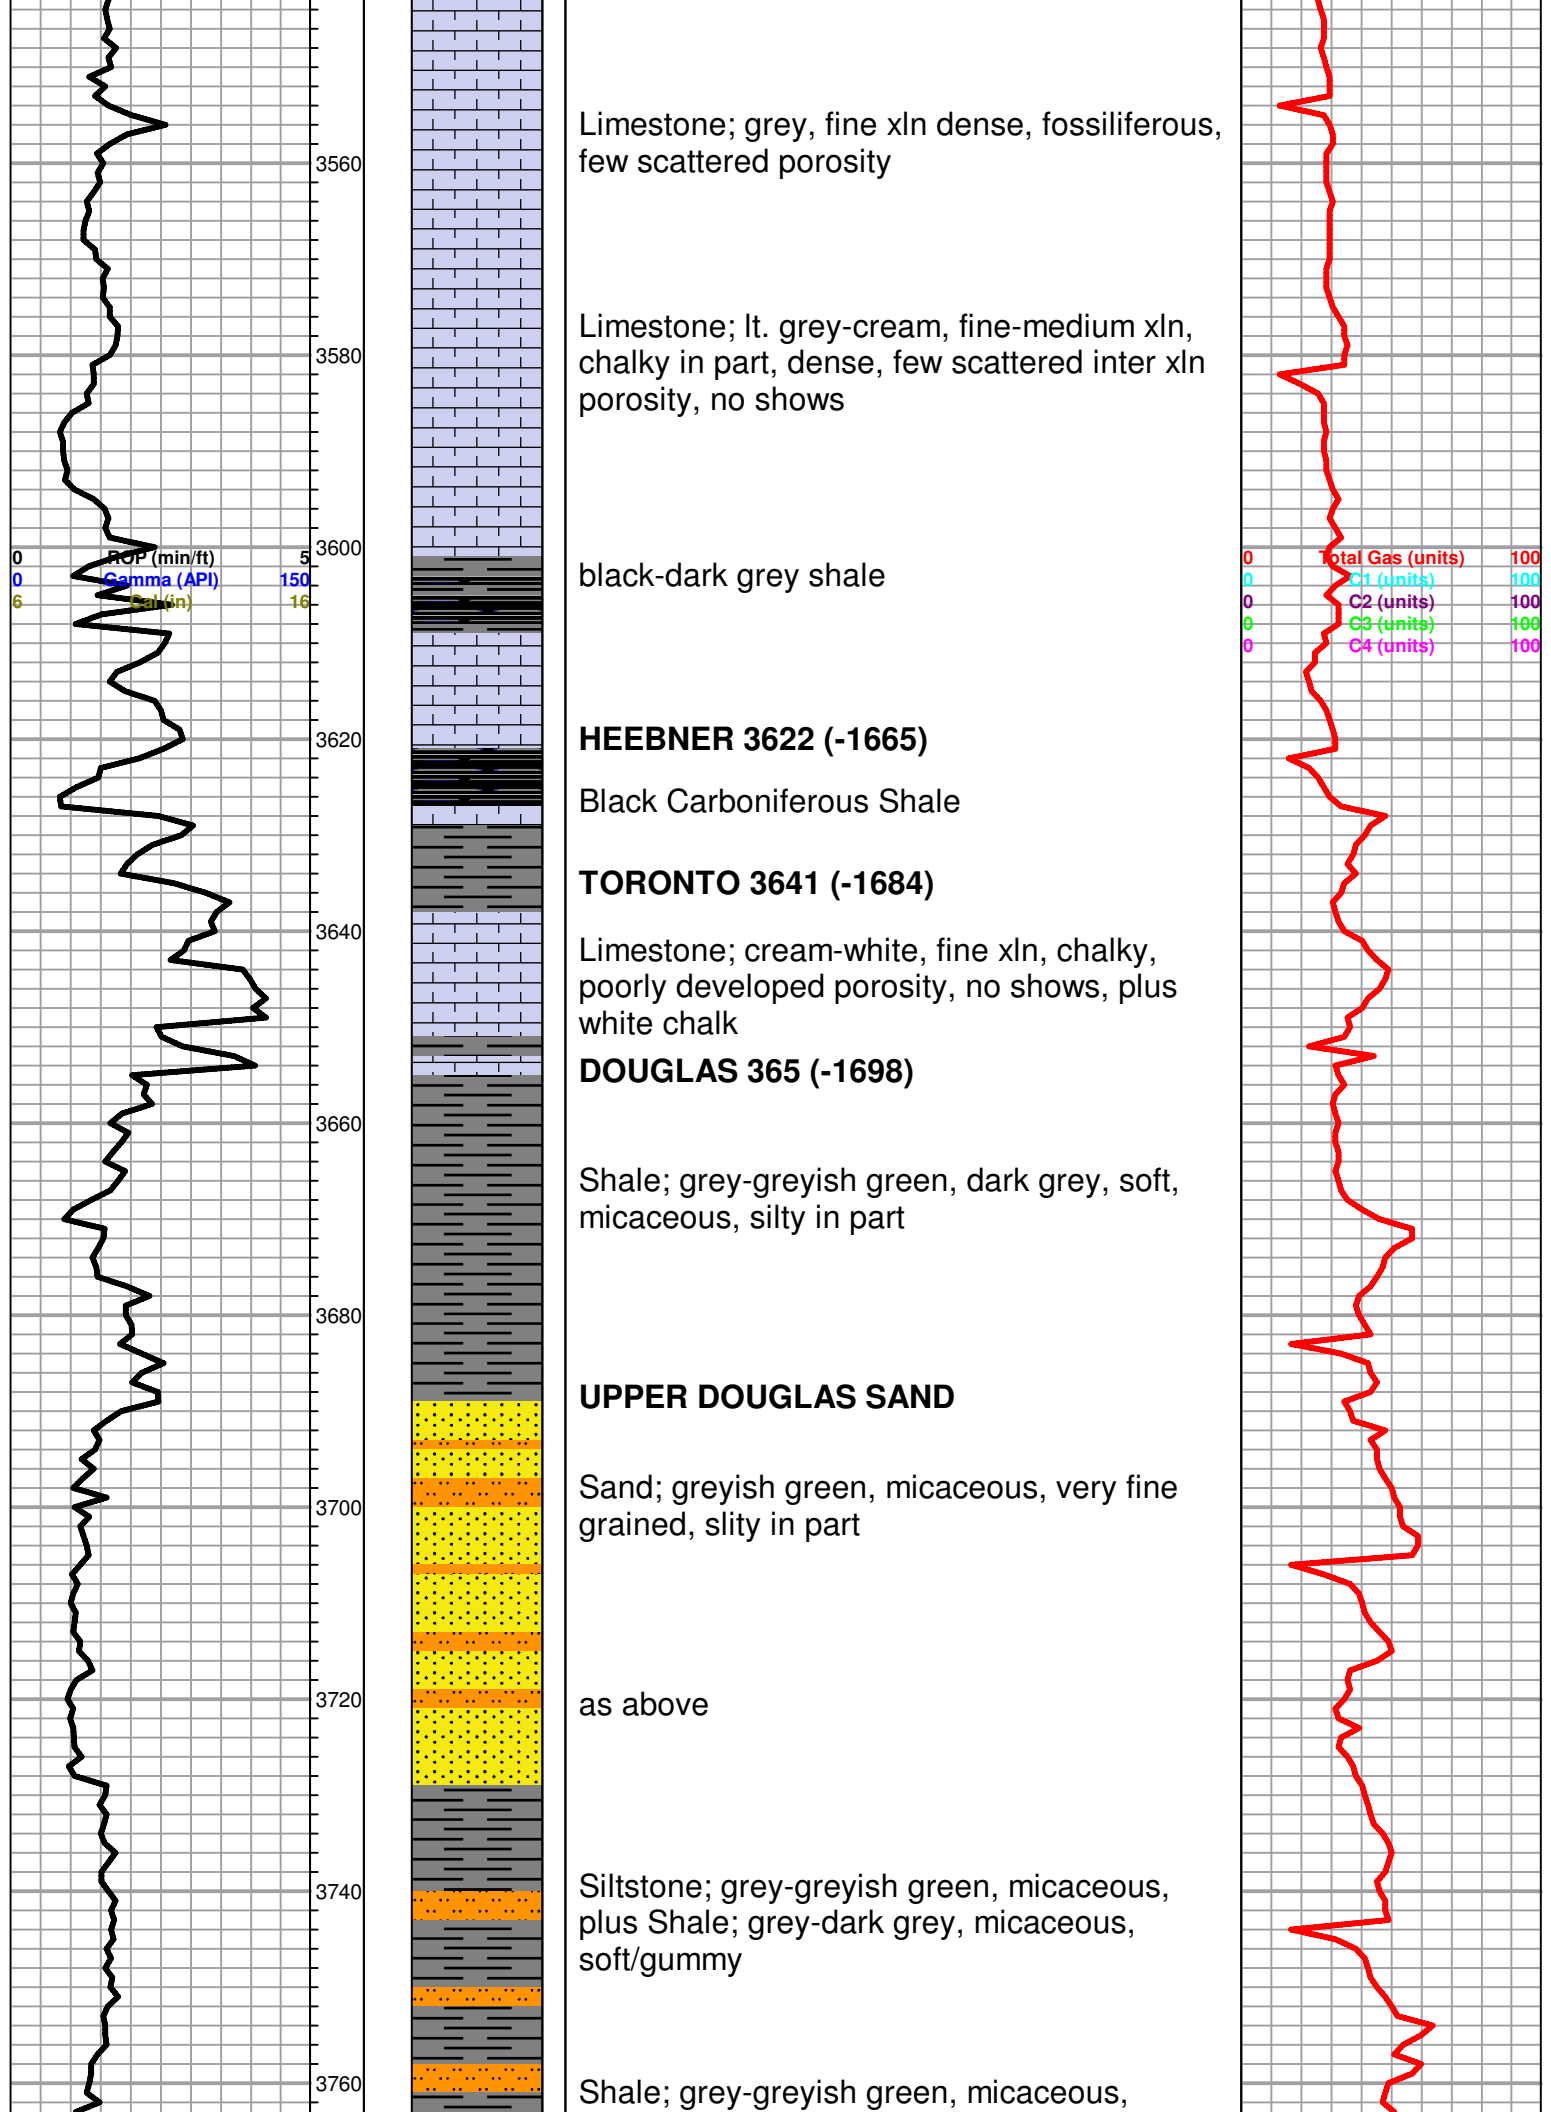 Limestone; grey, fine xln dense, fossiliferous,
few scattered porosity
3560
Limestone; lt. grey-cream, fine-medium xln,
chalky in part, dense, few scattered inter xln
porosity, no shows
3580
3600
0 ROP (min/ft) 5
0 Gamma (API) 150
6 Cal (in) 16
black-dark grey shale
0 Total Gas (units) 100
0 C1 (units) 100
0 C2 (units) 100
0 C3 (units) 100
0 C4 (units) 100
HEEBNER 3622 (-1665)
3620
Black Carboniferous Shale
TORONTO 3641 (-1684)
3640
Limestone; cream-white, fine xln, chalky,
poorly developed porosity, no shows, plus
white chalk
DOUGLAS 365 (-1698)
3660
Shale; grey-greyish green, dark grey, soft,
micaceous, silty in part
3680
UPPER DOUGLAS SAND
Sand; greyish green, micaceous, very fine
grained, slity in part
3700
as above
3720
Siltstone; grey-greyish green, micaceous,
plus Shale; grey-dark grey, micaceous,
soft/gummy
3740
3760
Shale; grey-greyish green, micaceous,